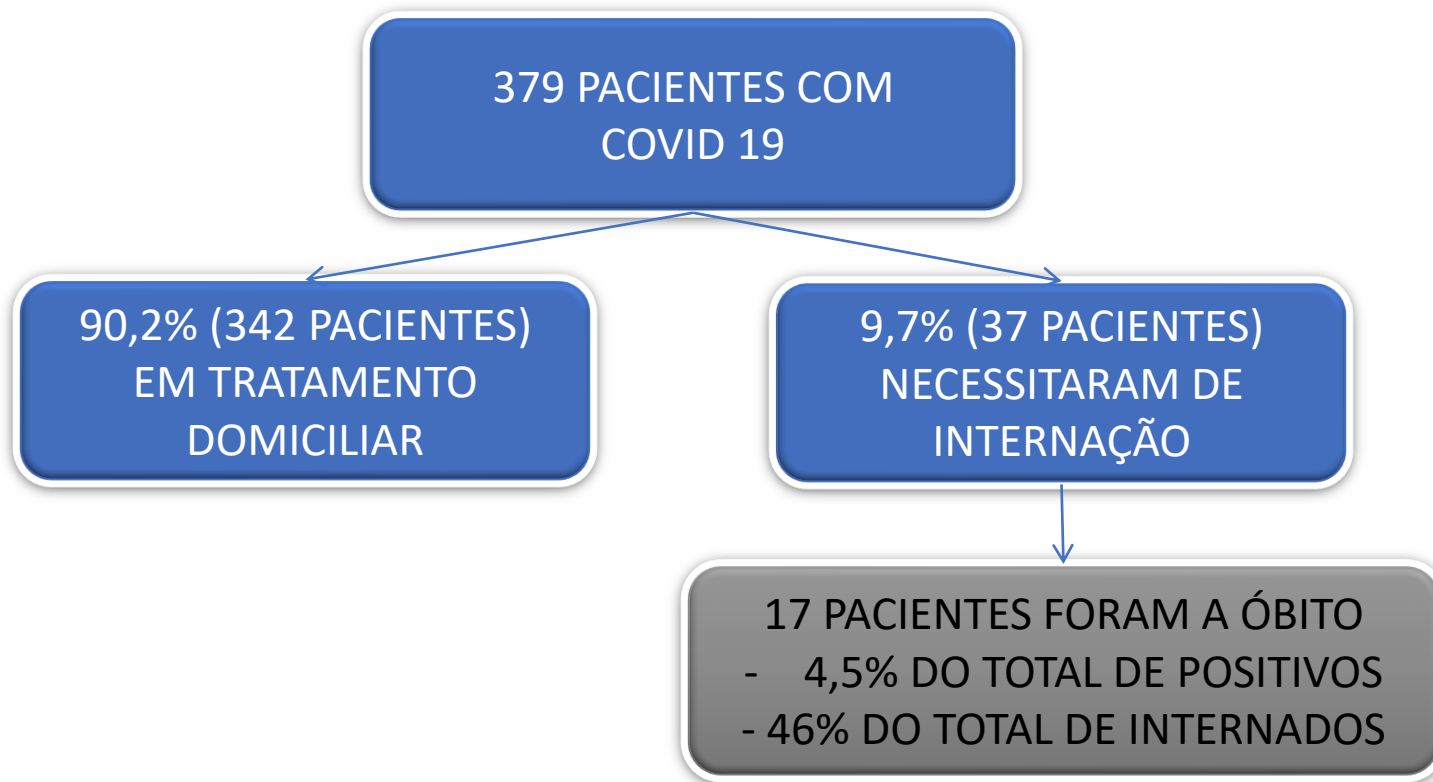 379 PACIENTES COM
COVID 19
90,2% (342 PACIENTES)
EM TRATAMENTO
DOMICILIAR
9,7% (37 PACIENTES)
NECESSITARAM DE
INTERNAÇÃO
17 PACIENTES FORAM A ÓBITO
- 4,5% DO TOTAL DE POSITIVOS
- 46% DO TOTAL DE INTERNADOS